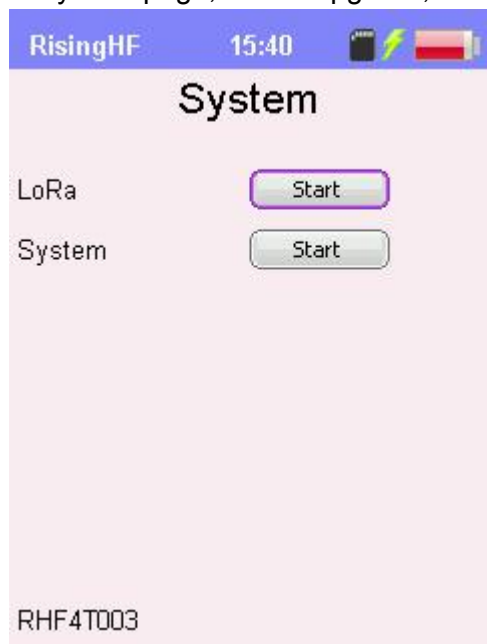 RisingHF 15:40
System
LoRa Start
System Start
RHF4T003